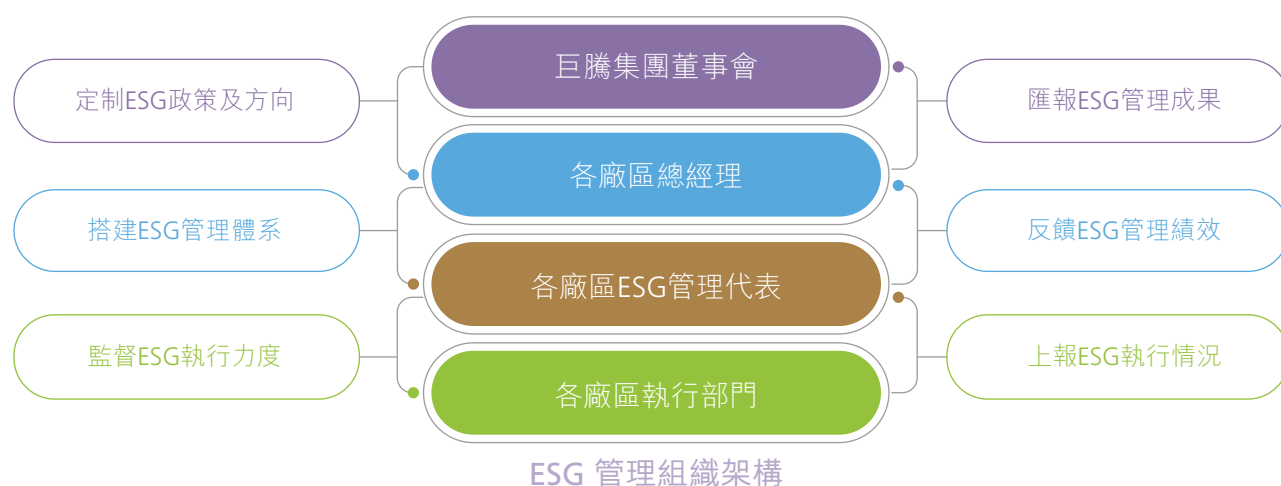 巨騰集團董事會
定制ESG政策及方向
匯報ESG管理成果
各廠區總經理
搭建ESG管理體系
反饋ESG管理績效
各廠區ESG管理代表
監督ESG執行力度
上報ESG執行情況
各廠區執行部門
ESG 管理組織架構